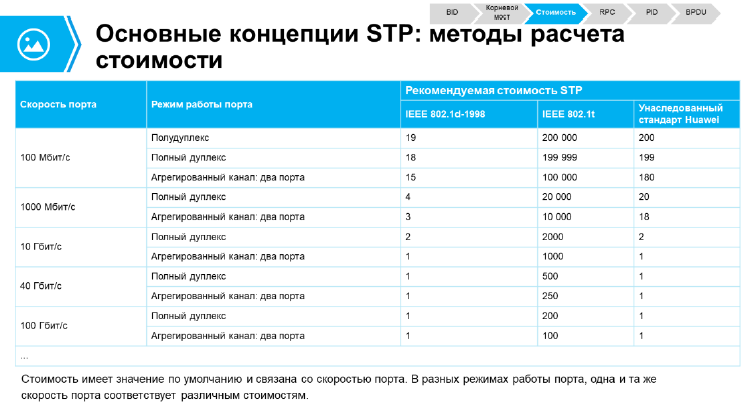 BID
Корневой
мост
Стоимость
RPC
PID
BPDU
Основные концепции STP: методы расчета
стоимости
Скорость порта
Режим работы порта
Рекомендуемая стоимость STP
IEEE 802.1d-1998
IEEE 802.1t
Унаследованный
стандарт Huawei
100 Мбит/с
Полудуплекс 19 200 000 200
Полный дуплекс 18 199 999 199
Агрегированный канал: два порта 15 100 000 180
1000 Мбит/с
Полный дуплекс 4 20 000 20
Агрегированный канал: два порта 3 10 000 18
10 Гбит/с
Полный дуплекс 2 2000 2
Агрегированный канал: два порта 1 1000 1
40 Гбит/с
Полный дуплекс 1 500 1
Агрегированный канал: два порта 1 250 1
100 Гбит/с
Полный дуплекс 1 200 1
Агрегированный канал: два порта 1 100 1
...
Стоимость имеет значение по умолчанию и связана со скоростью порта. В разных режимах работы порта, одна и та же
скорость порта соответствует различным стоимостям.